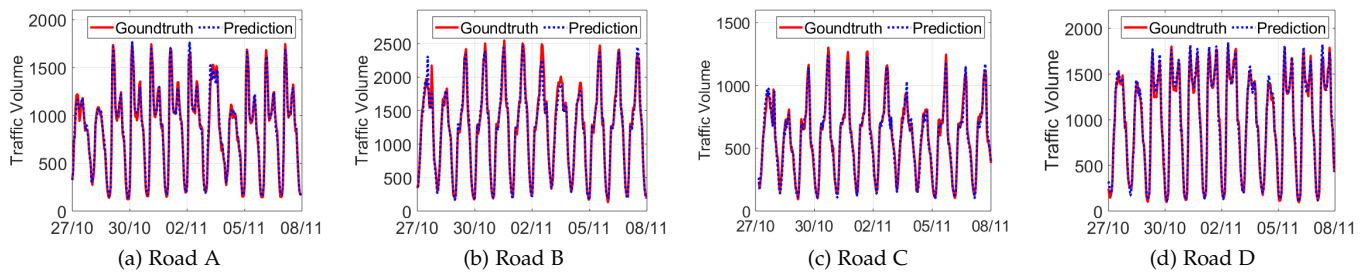 Goundtruth Prediction
2000
1500
1000
500
0
Traffic Volume
27/10 30/10 02/11 05/11 08/11
(a) Road A
Goundtruth Prediction
2500
2000
1500
1000
500
0
Traffic Volume
27/10 30/10 02/11 05/11 08/11
(b) Road B
Goundtruth Prediction
1500
1000
500
0
Traffic Volume
27/10 30/10 02/11 05/11 08/11
(c) Road C
Goundtruth Prediction
2000
1500
1000
500
0
Traffic Volume
27/10 30/10 02/11 05/11 08/11
(d) Road D